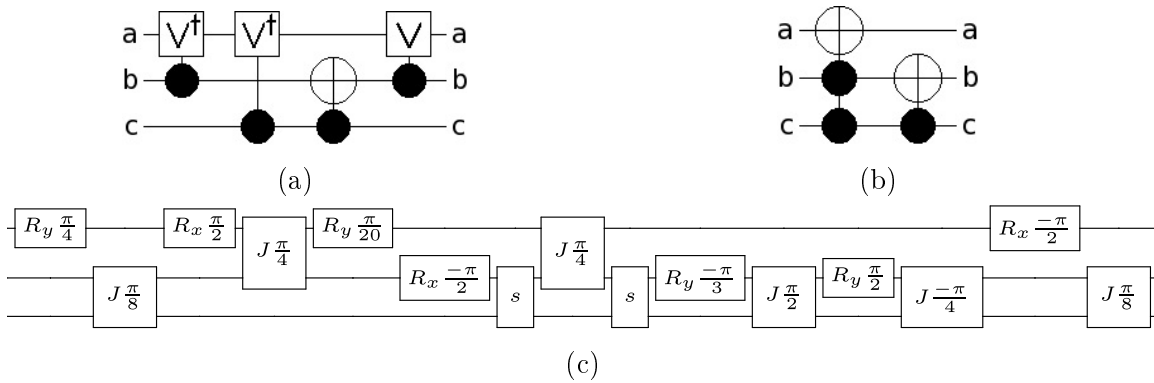 a V† V† V a a a
b b b b
c c c c
(a) (b)
R_y π/4 R_x π/2 J π/4 R_y π/20 J π/4 R_x -π/2
J π/8 R_x -π/2 s s R_y -π/3 J π/2 R_y π/2 J -π/4 J π/8
(c)